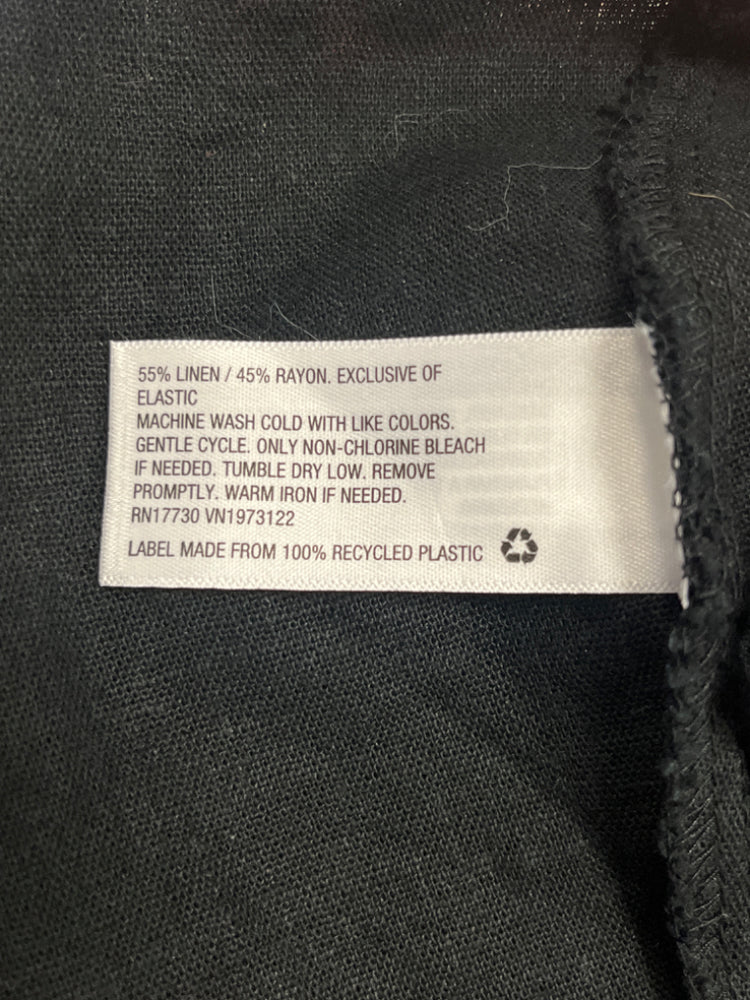 55% LINEN / 45% RAYON. EXCLUSIVE OF
ELASTIC
MACHINE WASH COLD WITH LIKE COLORS.
GENTLE CYCLE. ONLY NON-CHLORINE BLEACH
IF NEEDED. TUMBLE DRY LOW. REMOVE
PROMPTLY. WARM IRON IF NEEDED.
RN17730 VN1973122
LABEL MADE FROM 100% RECYCLED PLASTIC